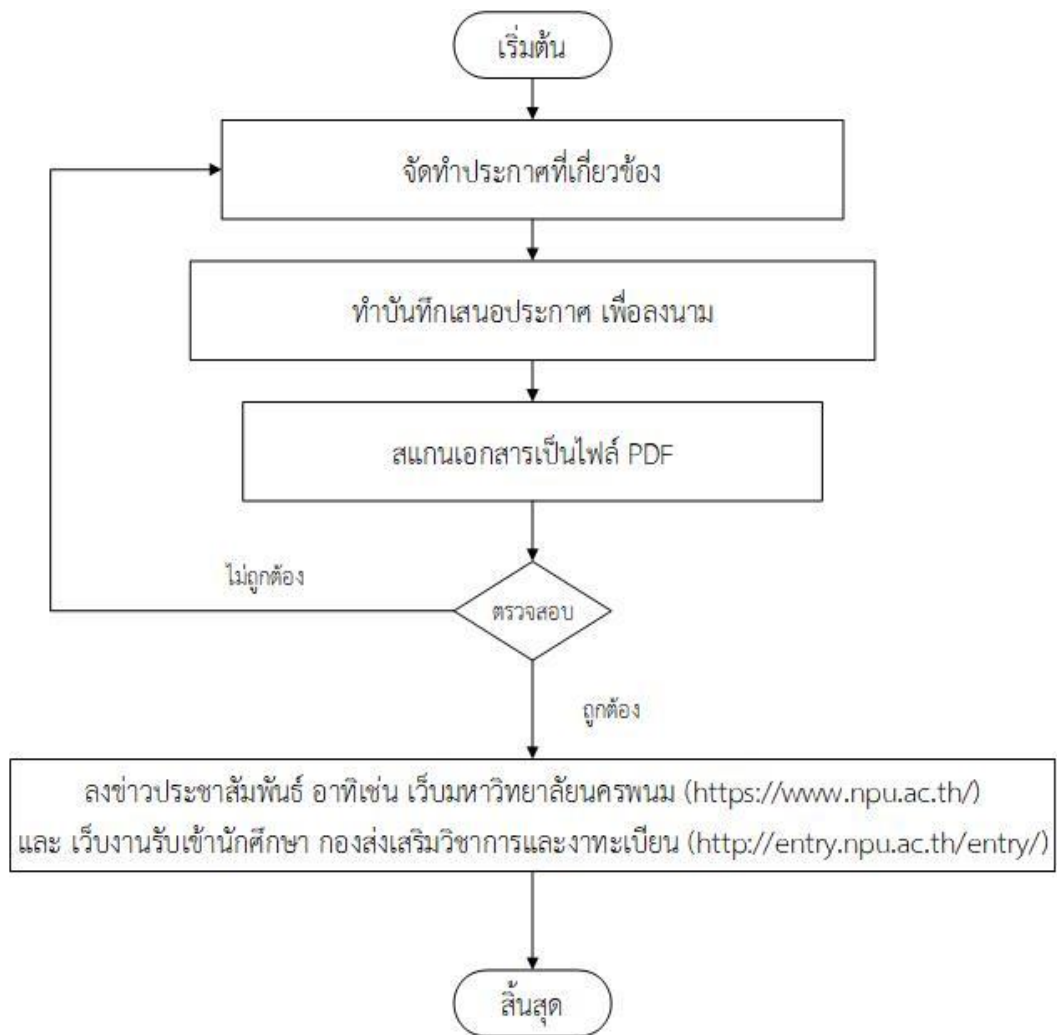 เริ่มต้น
จัดทำประกาศที่เกี่ยวข้อง
ทำบันทึกเสนอประกาศ เพื่อลงนาม
สแกนเอกสารเป็นไฟล์ PDF
ไม่ถูกต้อง
ตรวจสอบ
ถูกต้อง
ลงข่าวประชาสัมพันธ์ อาทิเช่น เว็บมหาวิทยาลัยนครพนม (https://www.npu.ac.th/)
และ เว็บงานรับเข้านักศึกษา กองส่งเสริมวิชาการและงาทะเบียน (http://entry.npu.ac.th/entry/)
สิ้นสุด